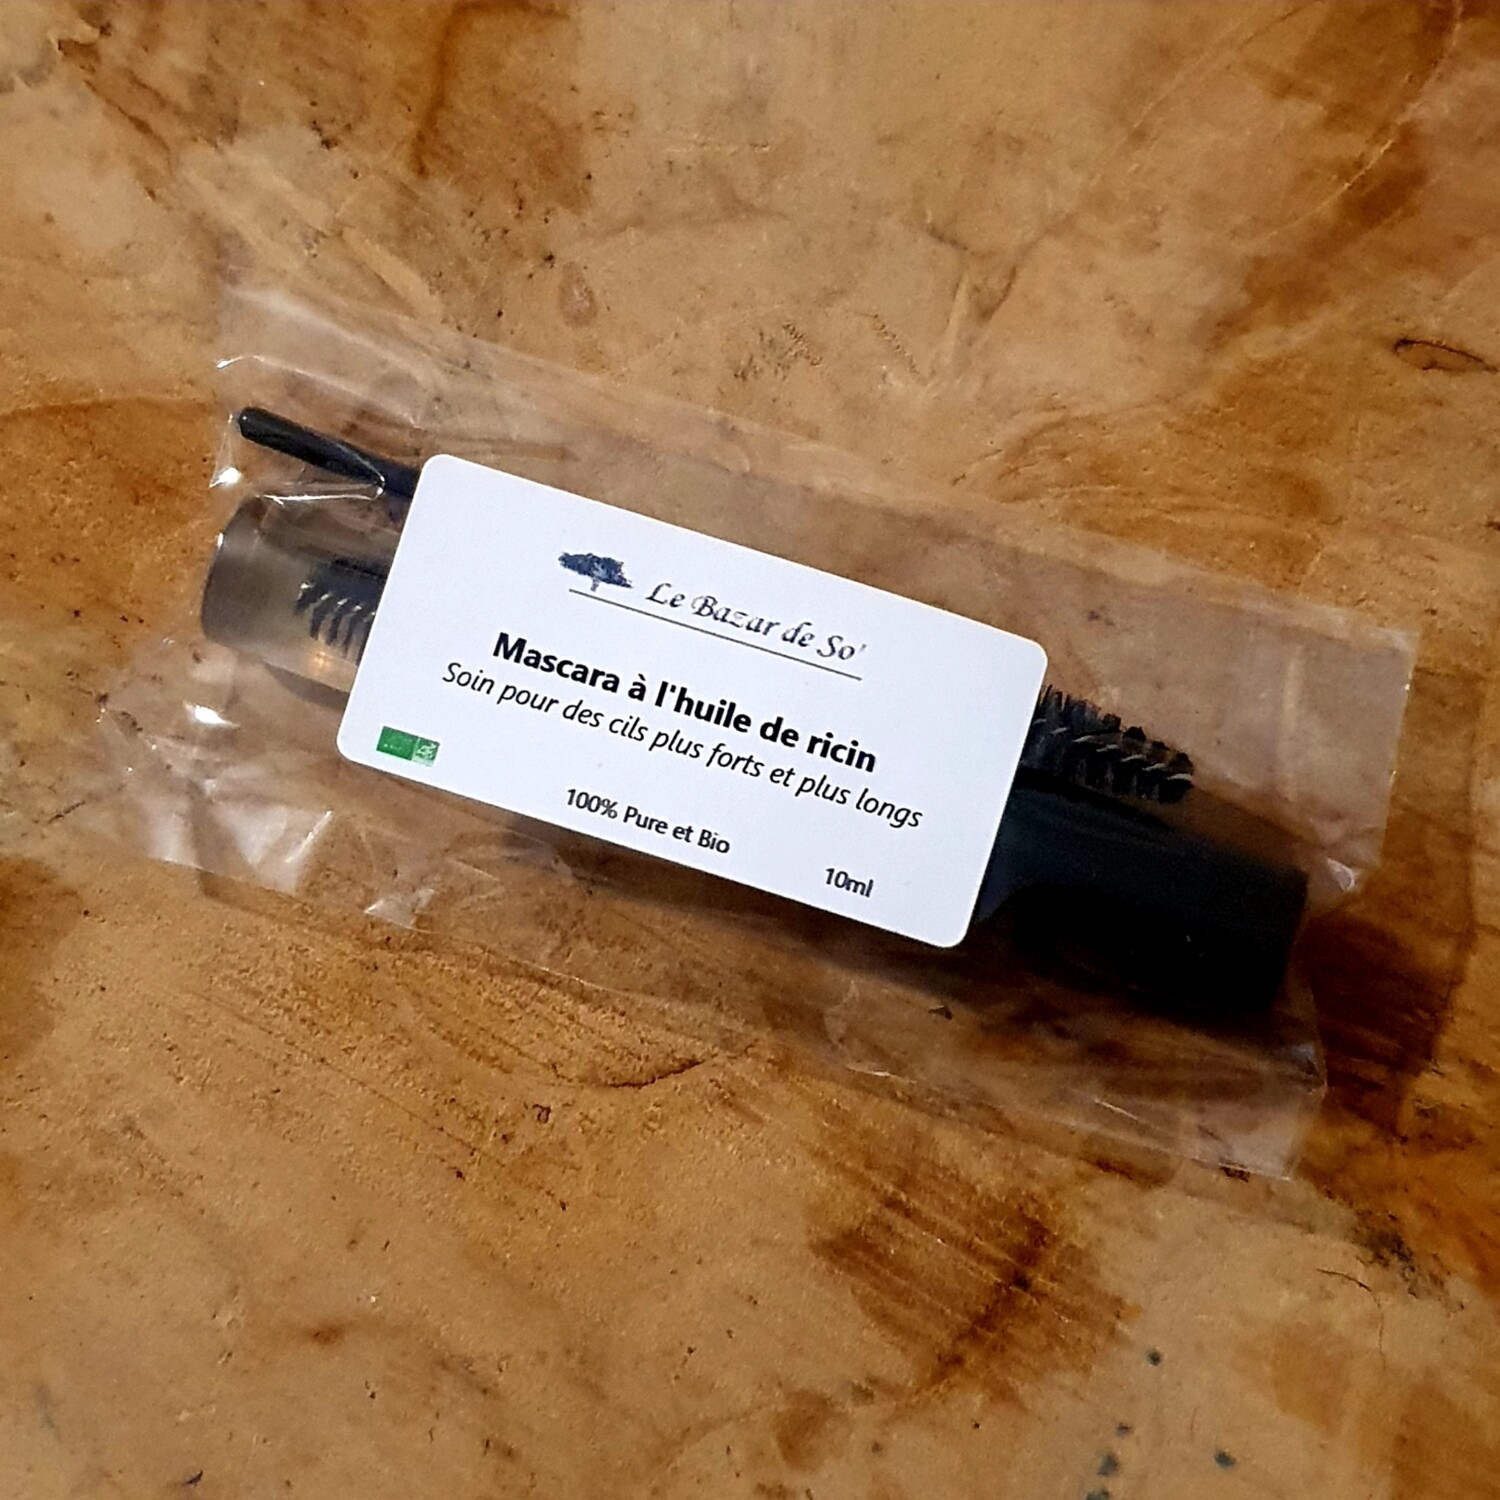 Le Bazar de So'
Mascara à l'huile de ricin
Soin pour des cils plus forts et plus longs
100% Pure et Bio
10ml